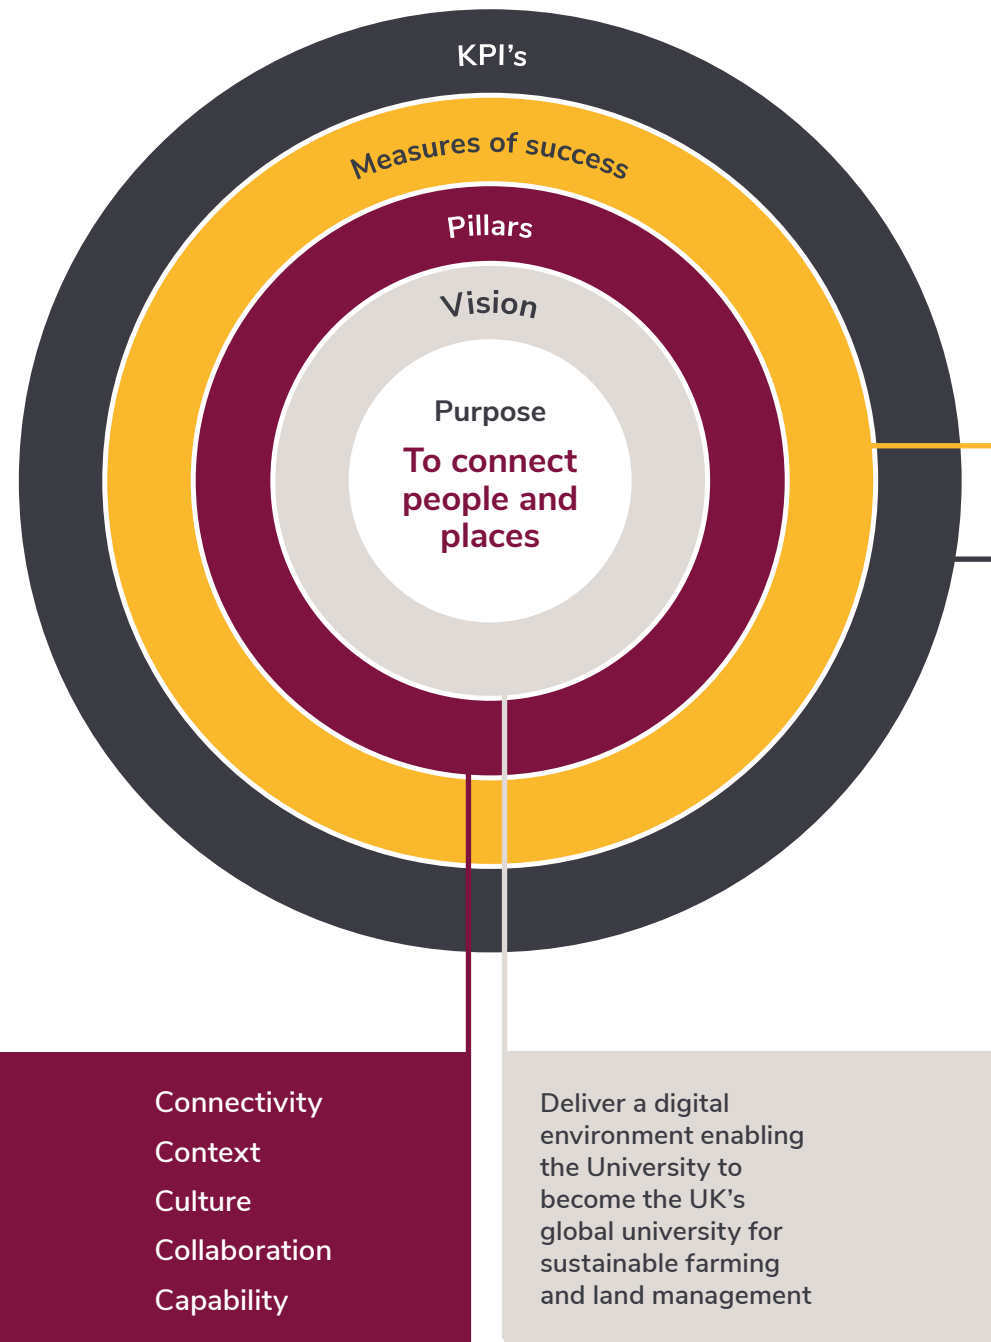 KPI’s
Measures of success
Pillars
Vision
Purpose
To connect
people and
places
Connectivity
Context
Culture
Collaboration
Capability
Deliver a digital
environment enabling
the University to
become the UK’s
global university for
sustainable farming
and land management